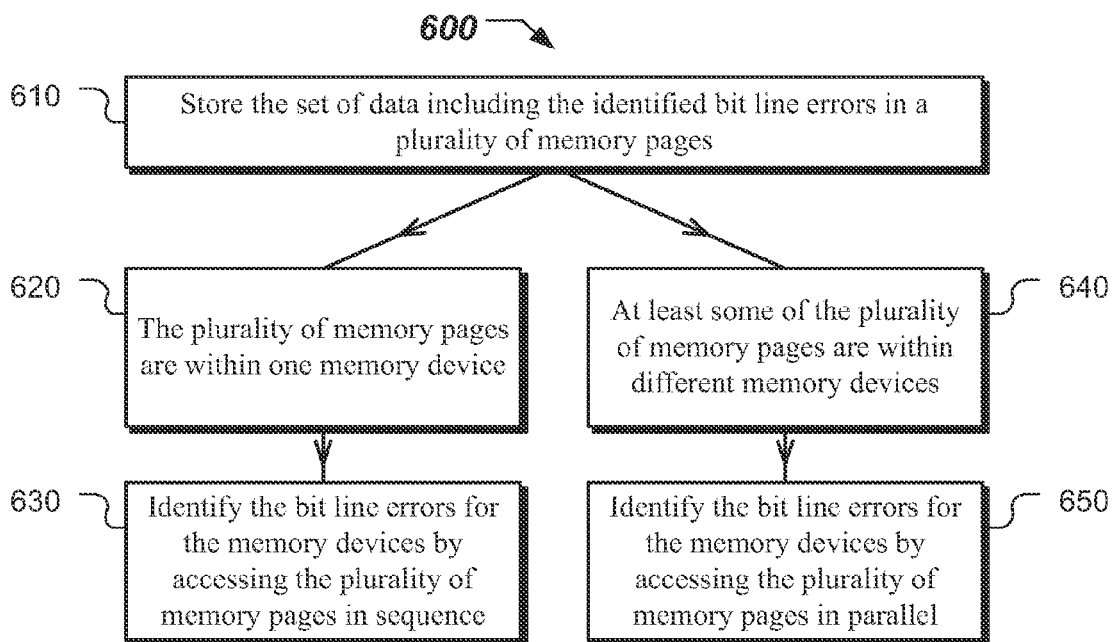 600
610
Store the set of data including the identified bit line errors in a
plurality of memory pages
620
The plurality of memory pages
are within one memory device
640
At least some of the plurality
of memory pages are within
different memory devices
630
Identify the bit line errors for
the memory devices by
accessing the plurality of
memory pages in sequence
650
Identify the bit line errors for
the memory devices by
accessing the plurality of
memory pages in parallel